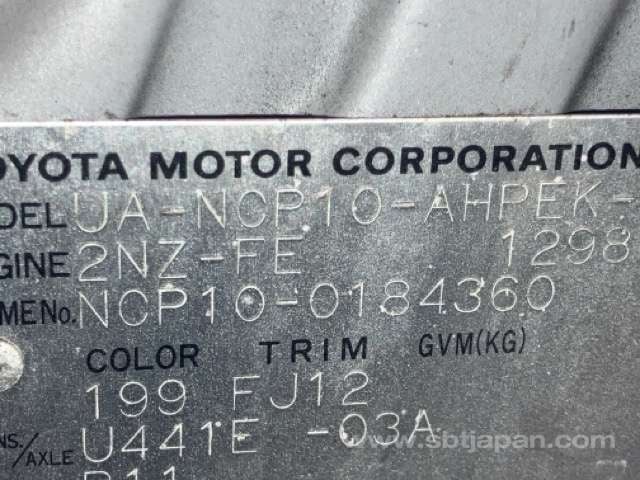 OYOTA MOTOR CORPORATION
DEL UA-NCP10-AHPEK-
GINE 2NZ-FE 1298
MENo. NCP10-0184360
COLOR TRIM GVM(KG)
199 FJ12
NS./AXLE U441E -03A
www.sbtjapan.com